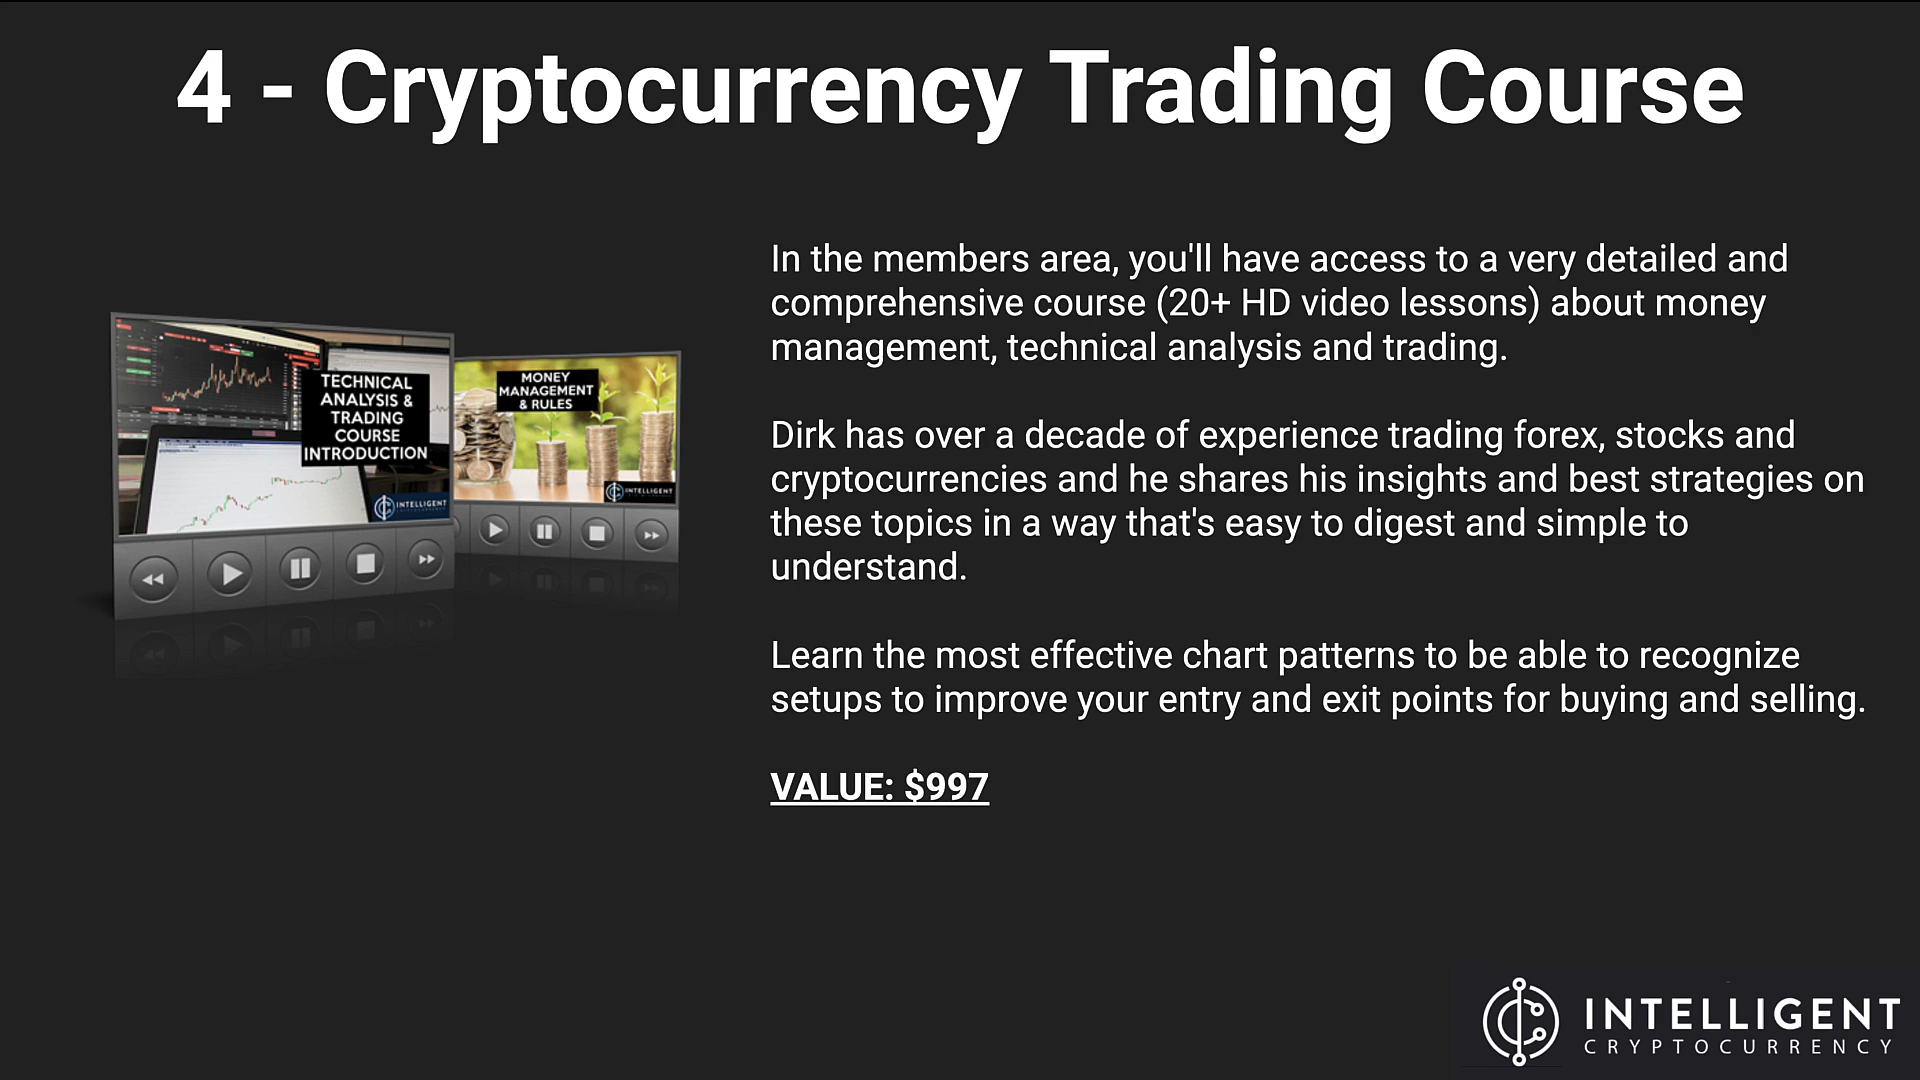 4 - Cryptocurrency Trading Course
In the members area, you'll have access to a very detailed and
comprehensive course (20+ HD video lessons) about money
management, technical analysis and trading.
TECHNICAL
ANALYSIS &
TRADING
COURSE
INTRODUCTION
INTELLIGENT
CRYPTOCURRENCY
MONEY
MANAGEMENT
& RULES
INTELLIGENT
Dirk has over a decade of experience trading forex, stocks and
cryptocurrencies and he shares his insights and best strategies on
these topics in a way that's easy to digest and simple to
understand.
Learn the most effective chart patterns to be able to recognize
setups to improve your entry and exit points for buying and selling.
VALUE: $997
INTELLIGENT
CRYPTOCURRENCY